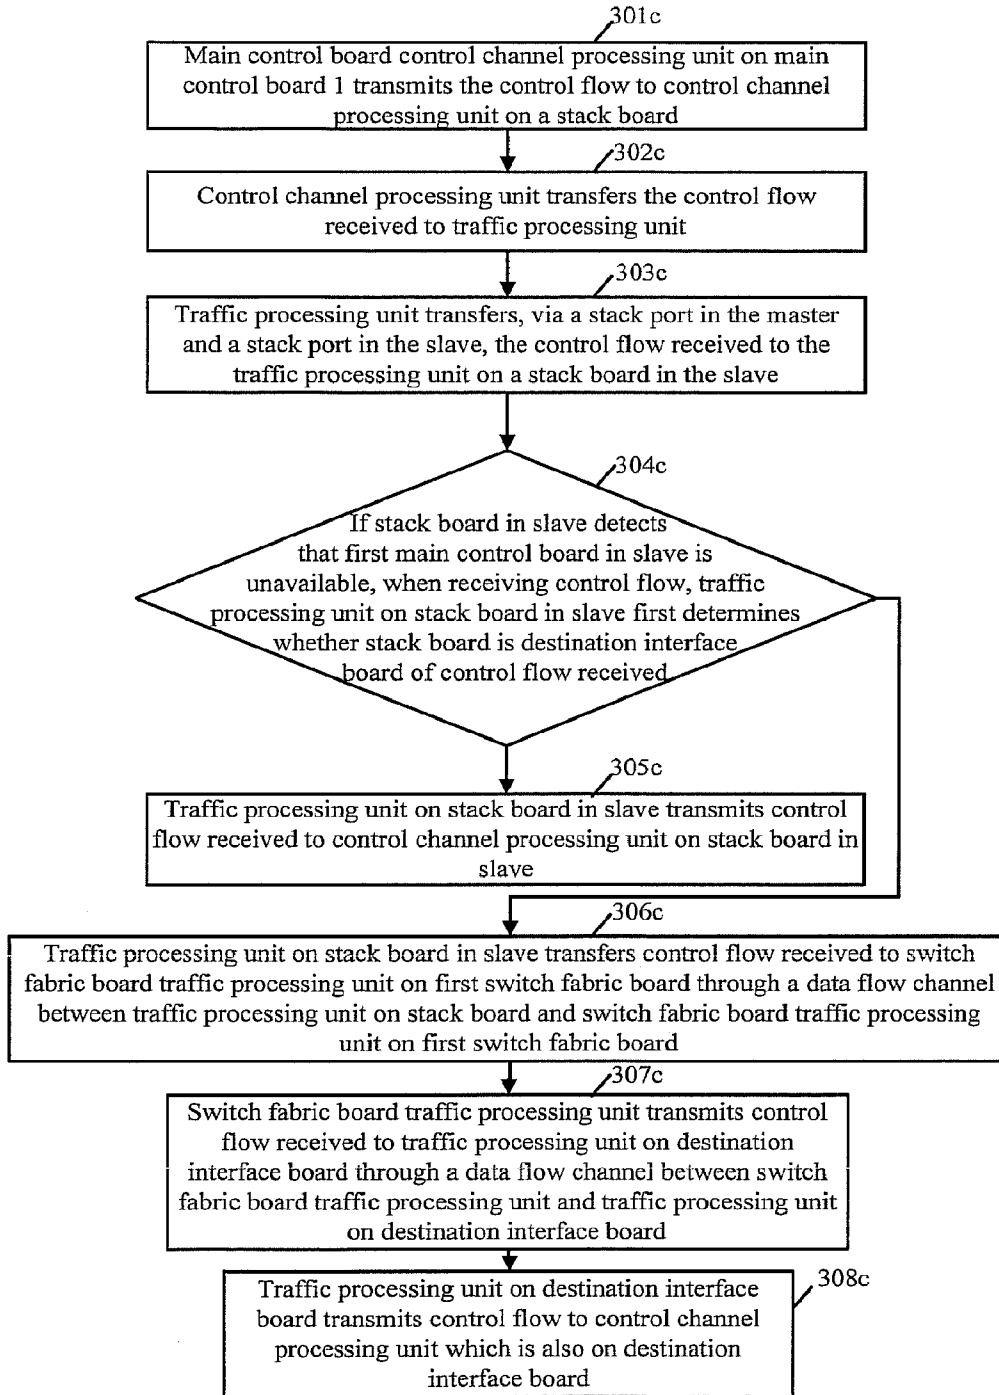 301c
Main control board control channel processing unit on main
control board 1 transmits the control flow to control channel
processing unit on a stack board
302c
Control channel processing unit transfers the control flow
received to traffic processing unit
303c
Traffic processing unit transfers, via a stack port in the master
and a stack port in the slave, the control flow received to the
traffic processing unit on a stack board in the slave
304c
If stack board in slave detects
that first main control board in slave is
unavailable, when receiving control flow, traffic
processing unit on stack board in slave first determines
whether stack board is destination interface
board of control flow received
305c
Traffic processing unit on stack board in slave transmits control
flow received to control channel processing unit on stack board in
slave
306c
Traffic processing unit on stack board in slave transfers control flow received to switch
fabric board traffic processing unit on first switch fabric board through a data flow channel
between traffic processing unit on stack board and switch fabric board traffic processing
unit on first switch fabric board
307c
Switch fabric board traffic processing unit transmits control
flow received to traffic processing unit on destination
interface board through a data flow channel between switch
fabric board traffic processing unit and traffic processing unit
on destination interface board
308c
Traffic processing unit on destination interface
board transmits control flow to control channel
processing unit which is also on destination
interface board